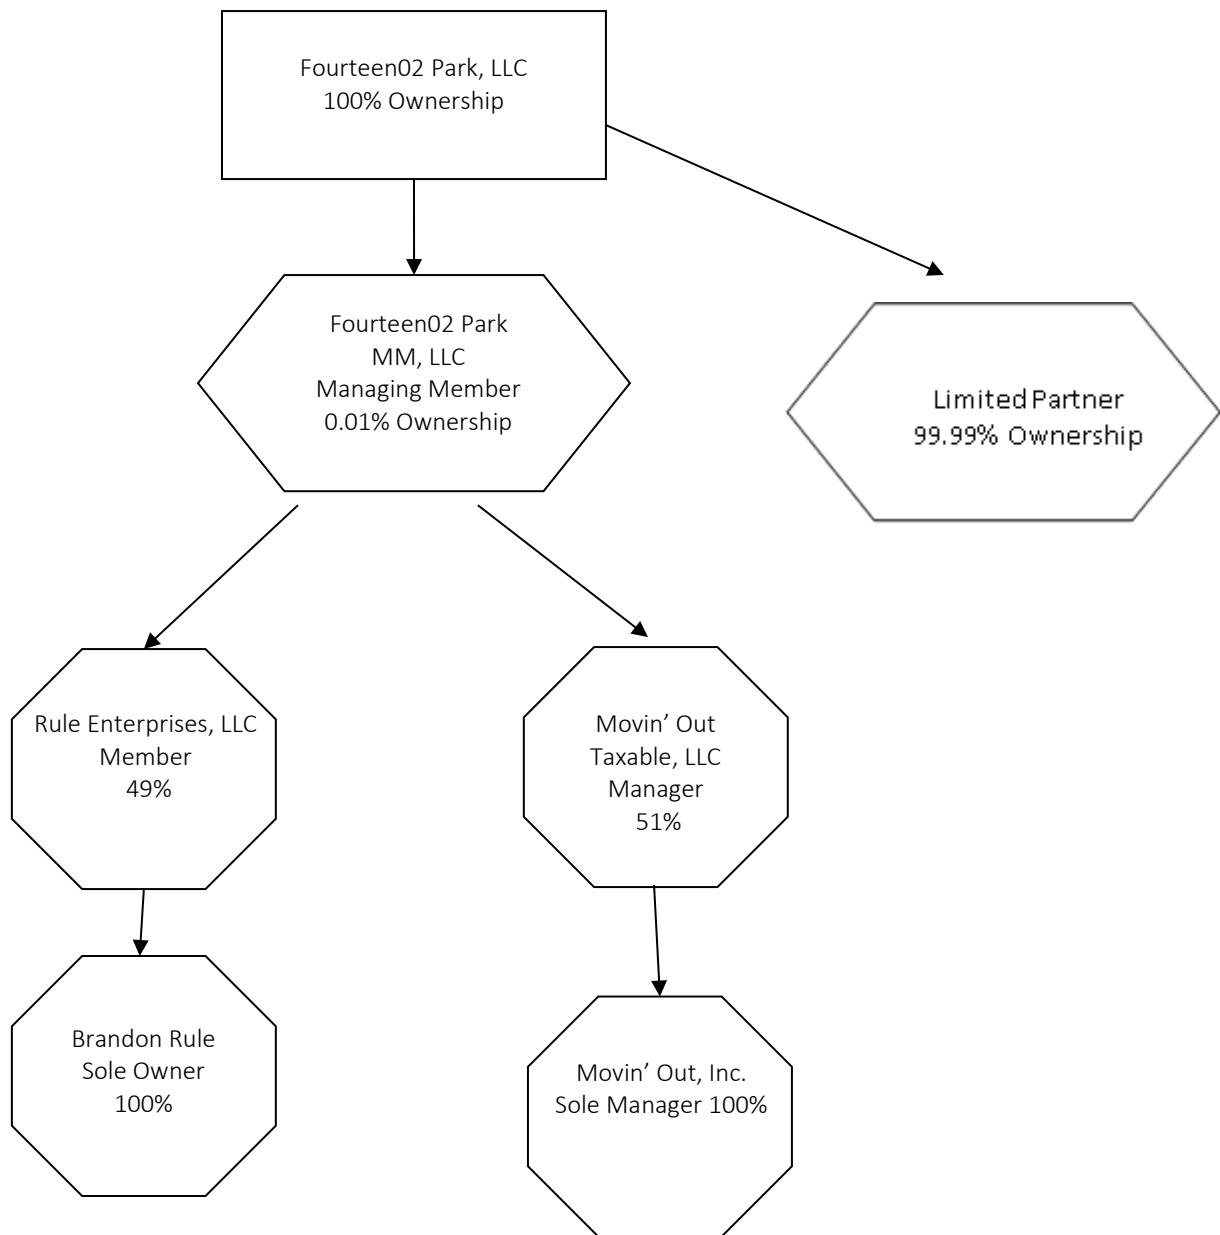 Fourteen02 Park, LLC
100% Ownership
Fourteen02 Park
MM, LLC
Managing Member
0.01% Ownership
Limited Partner
99.99% Ownership
Rule Enterprises, LLC
Member
49%
Movin’ Out
Taxable, LLC
Manager
51%
Brandon Rule
Sole Owner
100%
Movin’ Out, Inc.
Sole Manager 100%